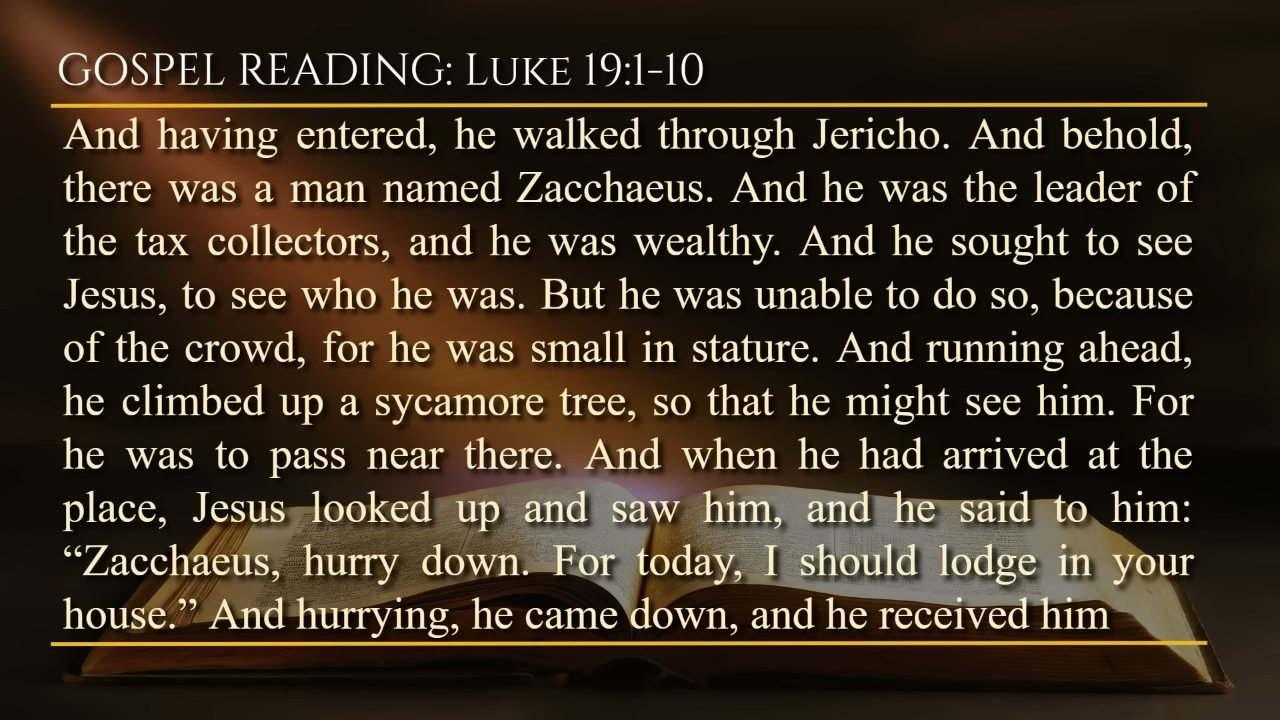 GOSPEL READING: LUKE 19:1-10
And having entered, he walked through Jericho. And behold,
there was a man named Zacchaeus. And he was the leader of
the tax collectors, and he was wealthy. And he sought to see
Jesus, to see who he was. But he was unable to do so, because
of the crowd, for he was small in stature. And running ahead,
he climbed up a sycamore tree, so that he might see him. For
he was to pass near there. And when he had arrived at the
place, Jesus looked up and saw him, and he said to him:
“Zacchaeus, hurry down. For today, I should lodge in your
house.” And hurrying, he came down, and he received him